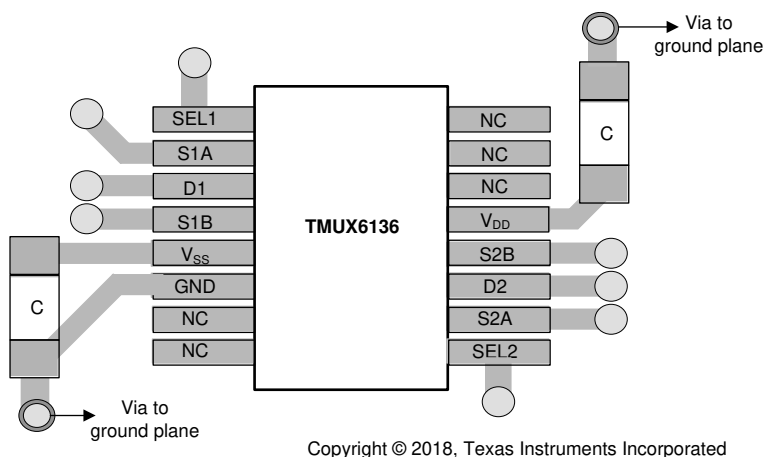 Via to
ground plane
SEL1
S1A
D1
S1B
VSS
GND
NC
NC
TMUX6136
NC
NC
NC
VDD
S2B
D2
S2A
SEL2
C
C
Via to
ground plane
Copyright © 2018, Texas Instruments Incorporated